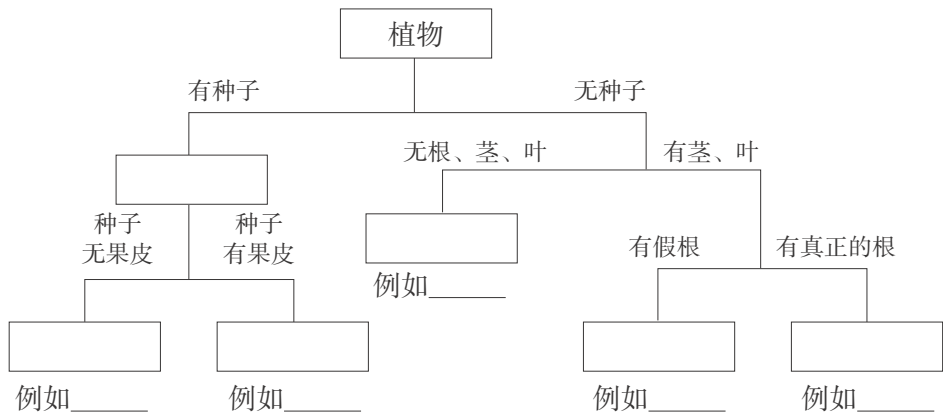 植物
有种子
无种子
无根、茎、叶
有茎、叶
种子
无果皮
种子
有果皮
有假根
有真正的根
例如______
例如______
例如______
例如______
例如______